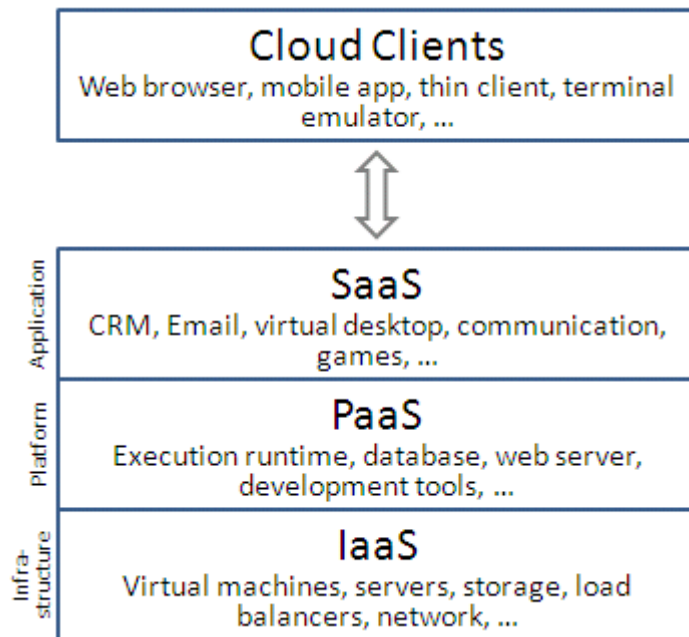 Cloud Clients
Web browser, mobile app, thin client, terminal
emulator, ...
Application
SaaS
CRM, Email, virtual desktop, communication,
games, ...
Platform
PaaS
Execution runtime, database, web server,
development tools, ...
Infra-
structure
IaaS
Virtual machines, servers, storage, load
balancers, network, ...